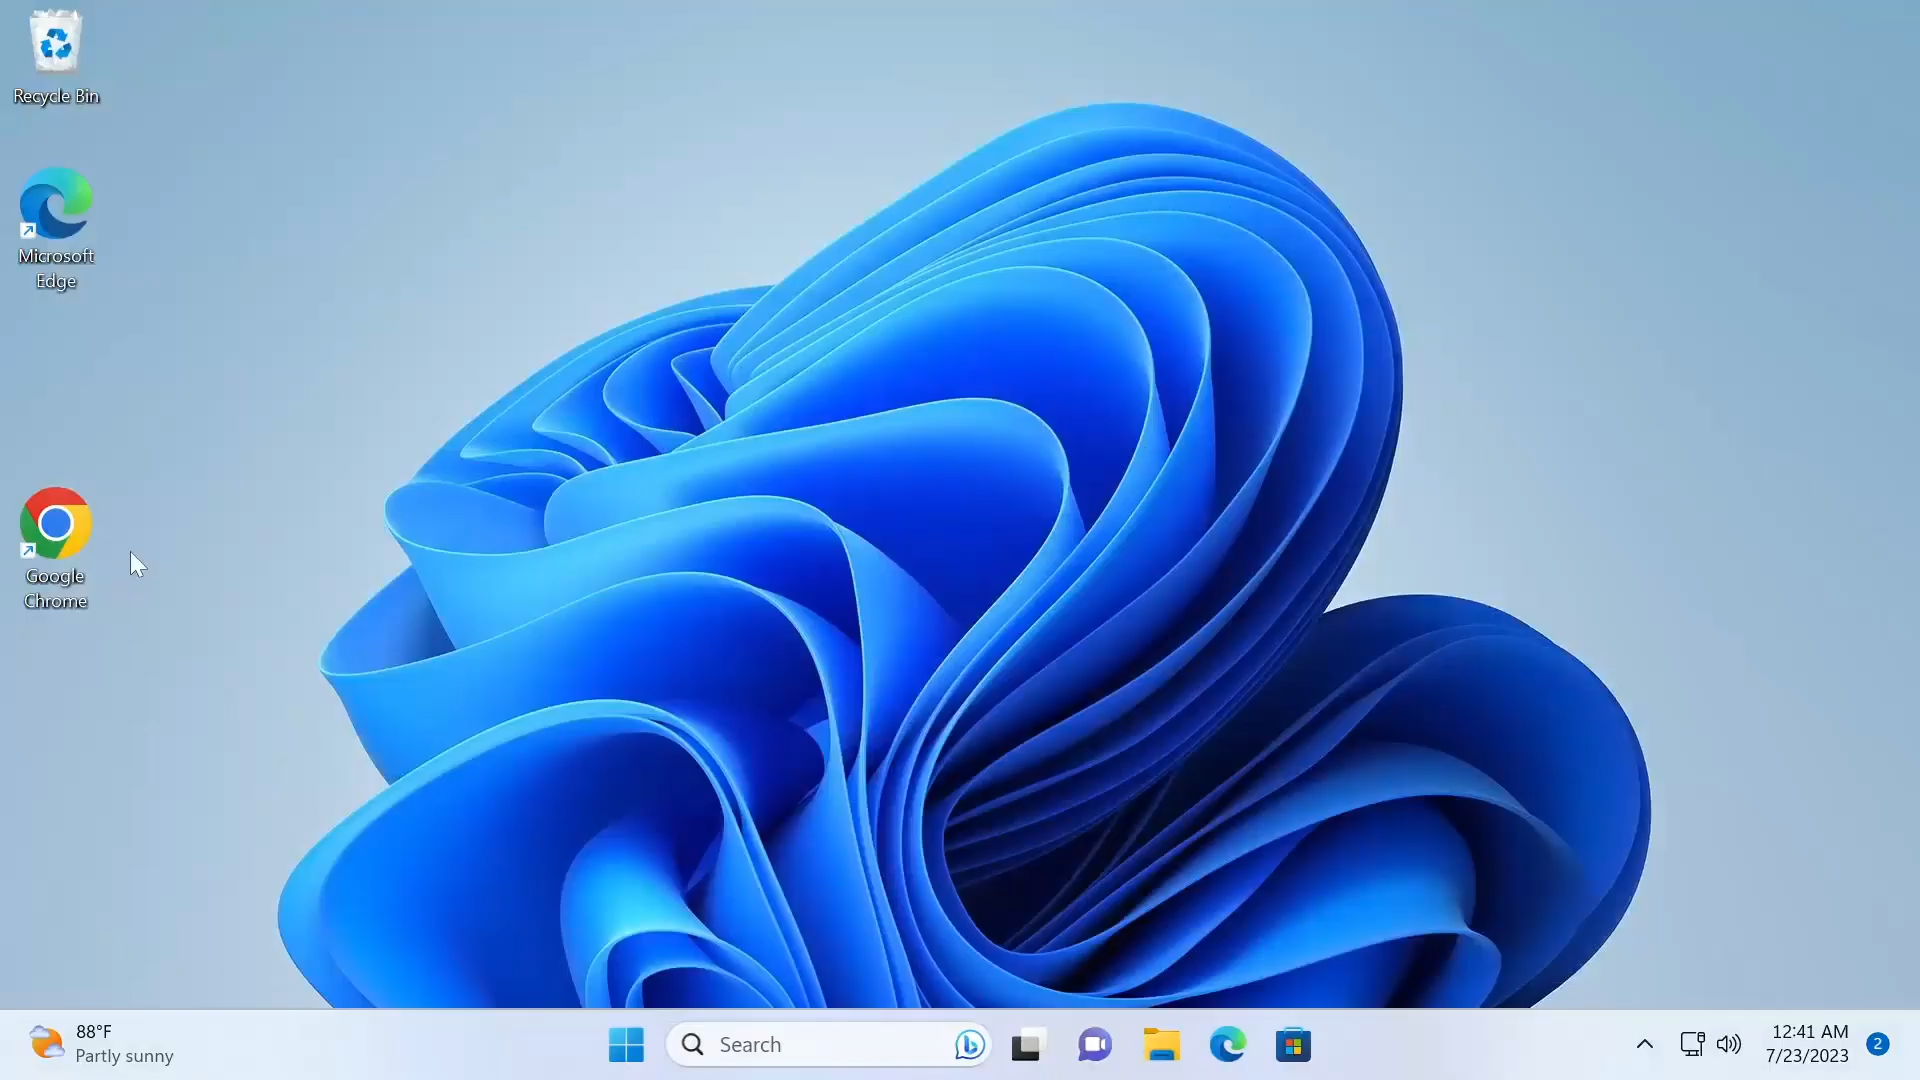 Recycle Bin
Microsoft
Edge
Google
Chrome
88°F
Partly sunny
Search
12:41 AM
7/23/2023
2